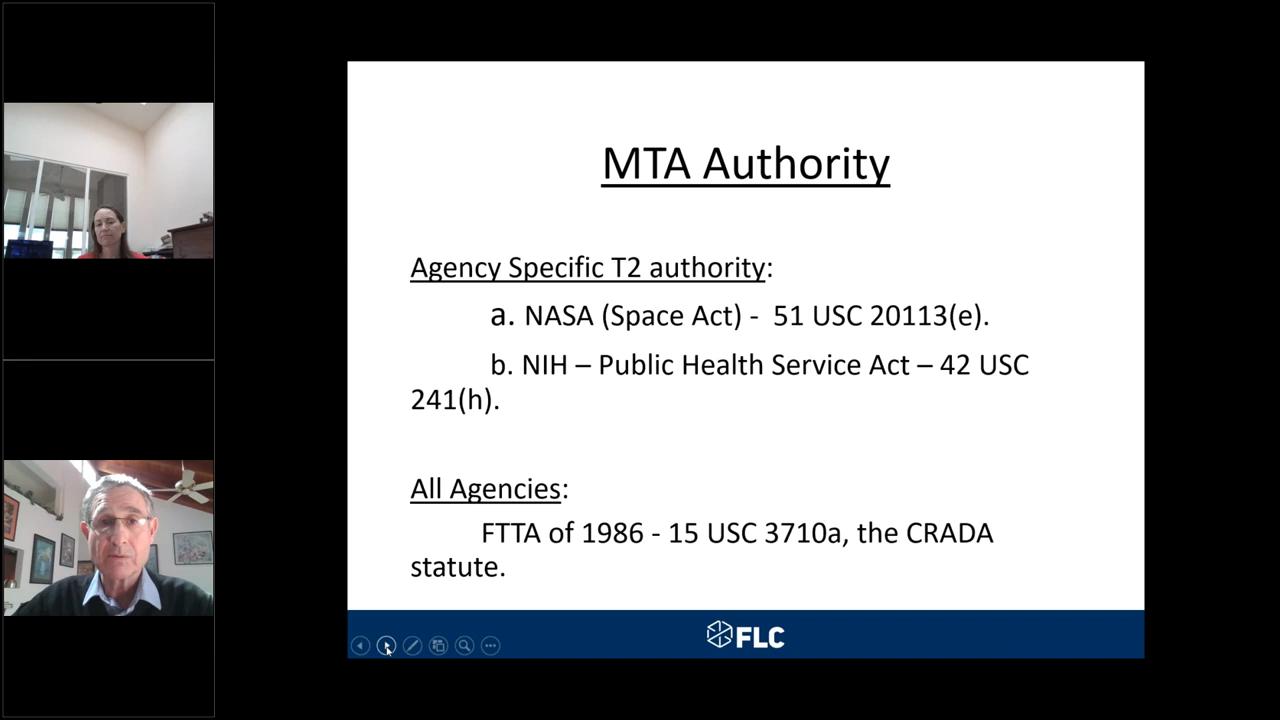 MTA Authority
Agency Specific T2 authority:
a. NASA (Space Act) - 51 USC 20113(e).
b. NIH – Public Health Service Act – 42 USC
241(h).
All Agencies:
FTTA of 1986 - 15 USC 3710a, the CRADA
statute.
FLC